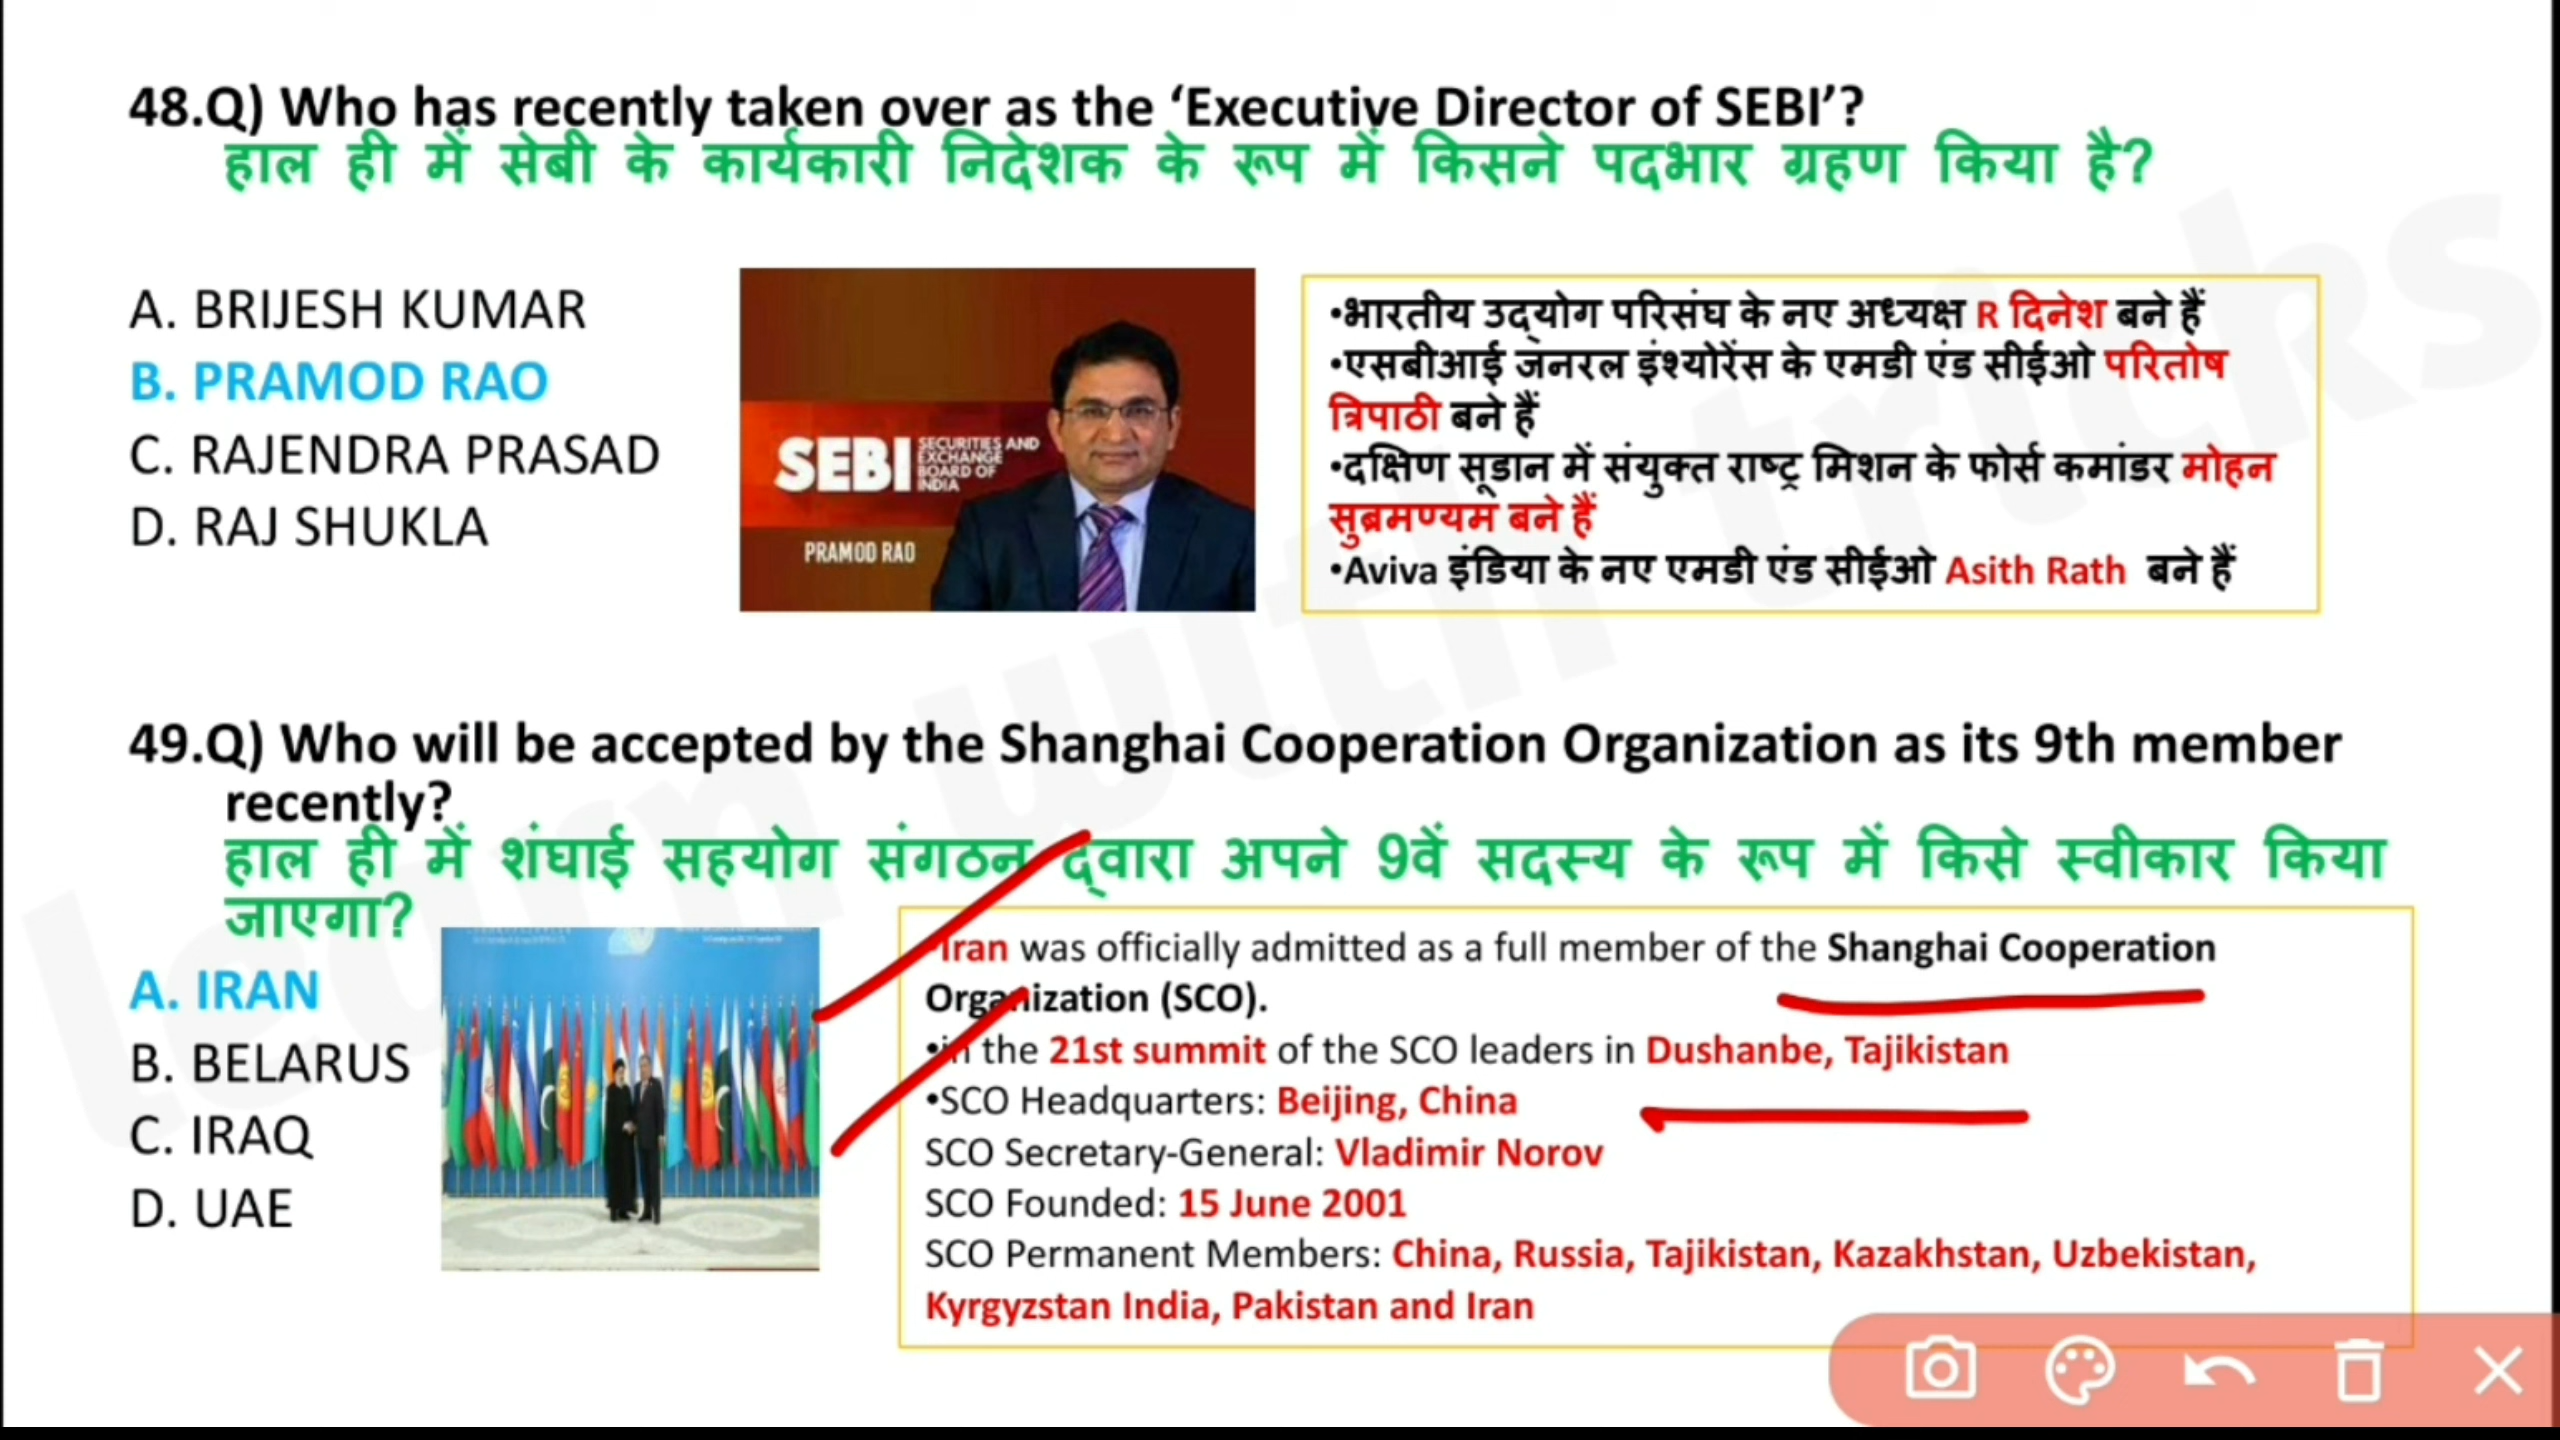 48.Q) Who has recently taken over as the ‘Executive Director of SEBI’?
हाल ही में सेबी के कार्यकारी निदेशक के रूप में किसने पदभार ग्रहण किया है?
A. BRIJESH KUMAR
B. PRAMOD RAO
C. RAJENDRA PRASAD
D. RAJ SHUKLA
SEBI
SECURITIES AND
EXCHANGE
BOARD OF
INDIA
PRAMOD RAO
•भारतीय उद्योग परिसंघ के नए अध्यक्ष R दिनेश बने हैं
•एसबीआई जनरल इंश्योरेंस के एमडी एंड सीईओ परितोष
त्रिपाठी बने हैं
•दक्षिण सूडान में संयुक्त राष्ट्र मिशन के फोर्स कमांडर मोहन
सुब्रमण्यम बने हैं
•Aviva इंडिया के नए एमडी एंड सीईओ Asith Rath बने हैं
49.Q) Who will be accepted by the Shanghai Cooperation Organization as its 9th member
recently?
हाल ही में शंघाई सहयोग संगठन द्वारा अपने 9वें सदस्य के रूप में किसे स्वीकार किया
जाएगा?
A. IRAN
B. BELARUS
C. IRAQ
D. UAE
•Iran was officially admitted as a full member of the Shanghai Cooperation
Organization (SCO).
•in the 21st summit of the SCO leaders in Dushanbe, Tajikistan
•SCO Headquarters: Beijing, China
SCO Secretary-General: Vladimir Norov
SCO Founded: 15 June 2001
SCO Permanent Members: China, Russia, Tajikistan, Kazakhstan, Uzbekistan,
Kyrgyzstan India, Pakistan and Iran
learn with tricks